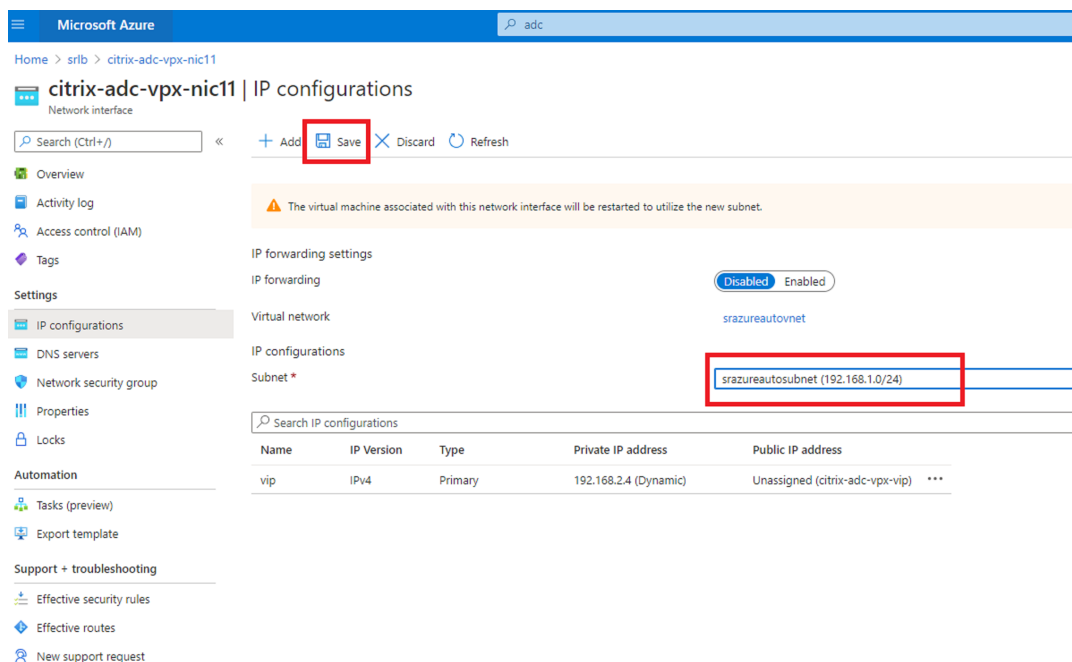 Microsoft Azure
adc
Home > srlb > citrix-adc-vpx-nic11
citrix-adc-vpx-nic11 | IP configurations
Network interface
Search (Ctrl+/)
«
Add
Save
Discard
Refresh
Overview
Activity log
Access control (IAM)
Tags
Settings
IP configurations
DNS servers
Network security group
Properties
Locks
Automation
Tasks (preview)
Export template
Support + troubleshooting
Effective security rules
Effective routes
New support request
The virtual machine associated with this network interface will be restarted to utilize the new subnet.
IP forwarding settings
IP forwarding Disabled Enabled
Virtual network srazureautovnet
IP configurations
Subnet * srazureautosubnet (192.168.1.0/24)
Search IP configurations
Name IP Version Type Private IP address Public IP address
vip IPv4 Primary 192.168.2.4 (Dynamic) Unassigned (citrix-adc-vpx-vip) •••